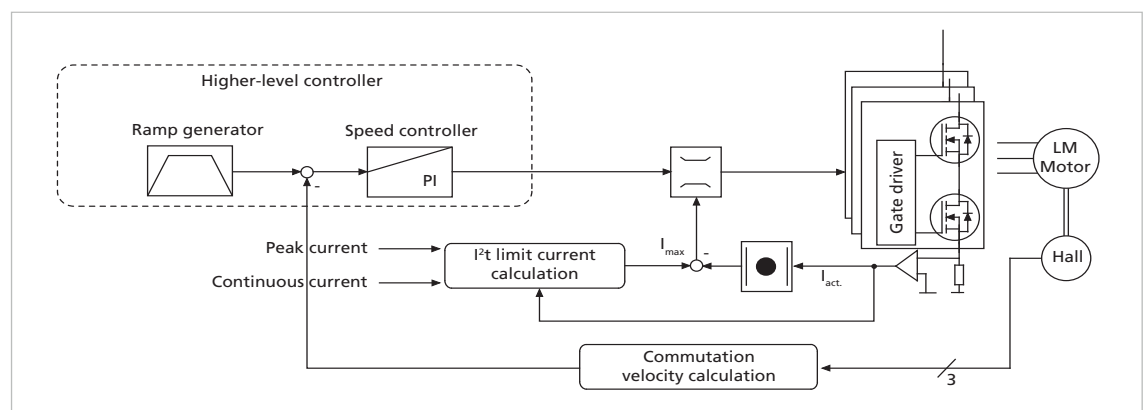 Higher-level controller
Ramp generator
Speed controller
PI
-
Gate driver
LM
Motor
Hall
Peak current
Continuous current
I²t limit current
calculation
Imax
-
Iact.
Commutation
velocity calculation
3